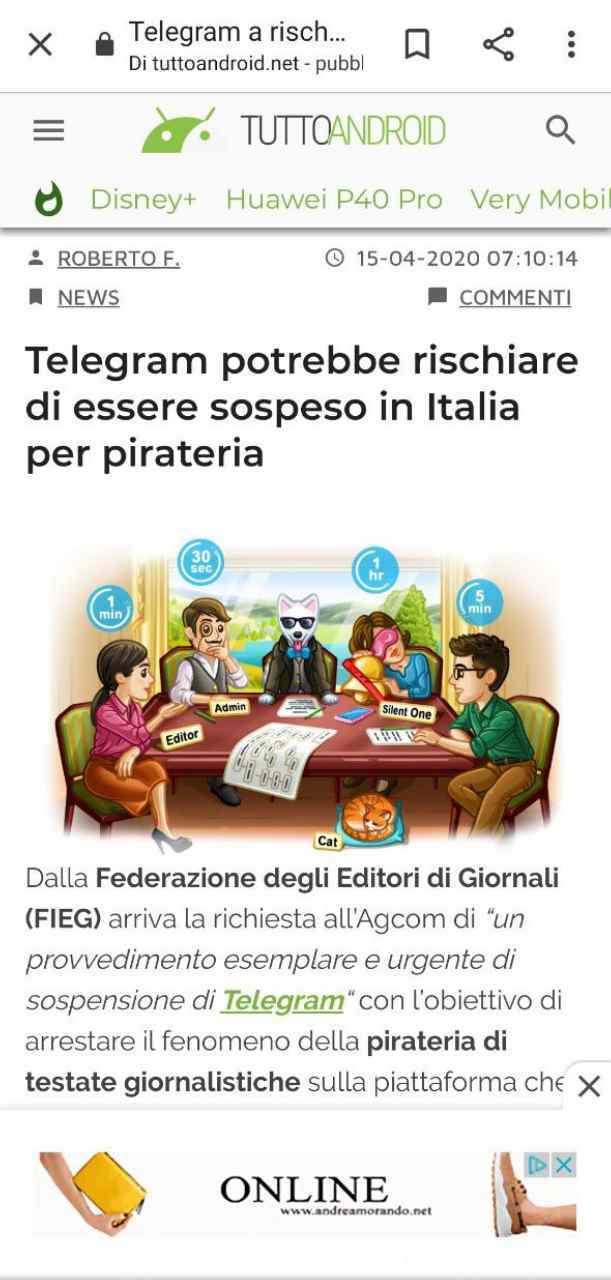 Telegram a risch...
Di tuttoandroid.net - pubbl
TUTTOANDROID
Disney+ Huawei P40 Pro Very Mobil
ROBERTO F. 15-04-2020 07:10:14
NEWS COMMENTI
Telegram potrebbe rischiare
di essere sospeso in Italia
per pirateria
30
sec
1
hr
1
min
5
min
Admin
Silent One
Editor
Cat
Dalla Federazione degli Editori di Giornali
(FIEG) arriva la richiesta all'Agcom di “un
provvedimento esemplare e urgente di
sospensione di Telegram“ con l'obiettivo di
arrestare il fenomeno della pirateria di
testate giornalistiche sulla piattaforma che
ONLINE
www.andreamorando.net